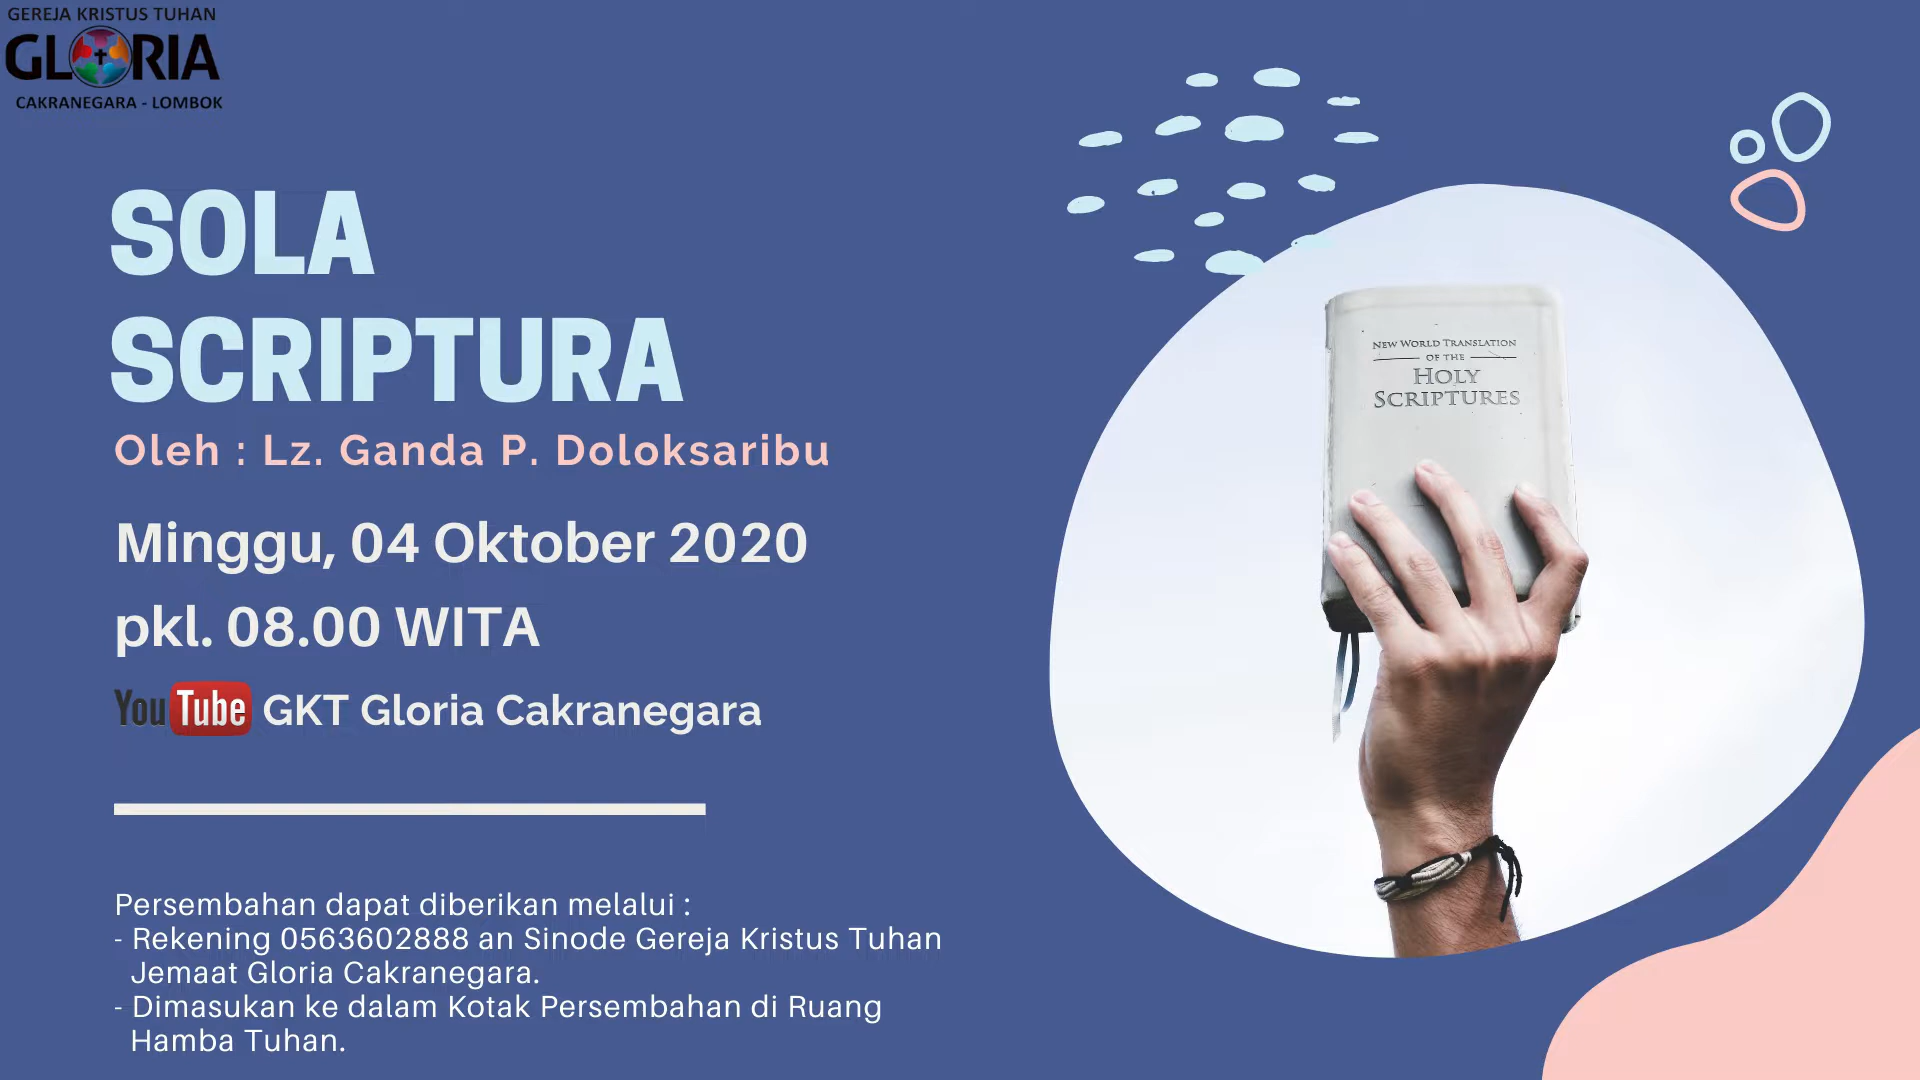 GEREJA KRISTUS TUHAN
GLORIA
CAKRANEGARA - LOMBOK
SOLA
SCRIPTURA
Oleh : Lz. Ganda P. Doloksaribu
Minggu, 04 Oktober 2020
pkl. 08.00 WITA
YouTube GKT Gloria Cakranegara
Persembahan dapat diberikan melalui :
- Rekening 0563602888 an Sinode Gereja Kristus Tuhan
Jemaat Gloria Cakranegara.
- Dimasukan ke dalam Kotak Persembahan di Ruang
Hamba Tuhan.
NEW WORLD TRANSLATION
OF THE
HOLY
SCRIPTURES